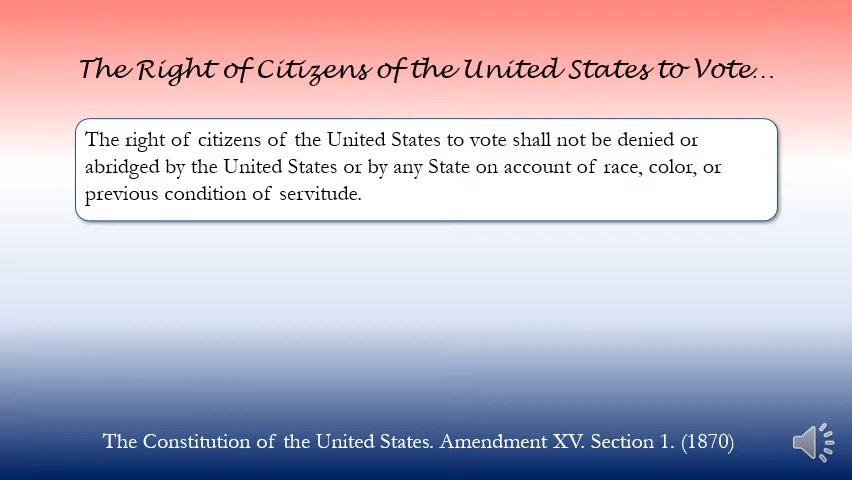 The Right of Citizens of the United States to Vote...
The right of citizens of the United States to vote shall not be denied or
abridged by the United States or by any State on account of race, color, or
previous condition of servitude.
The Constitution of the United States. Amendment XV. Section 1. (1870)